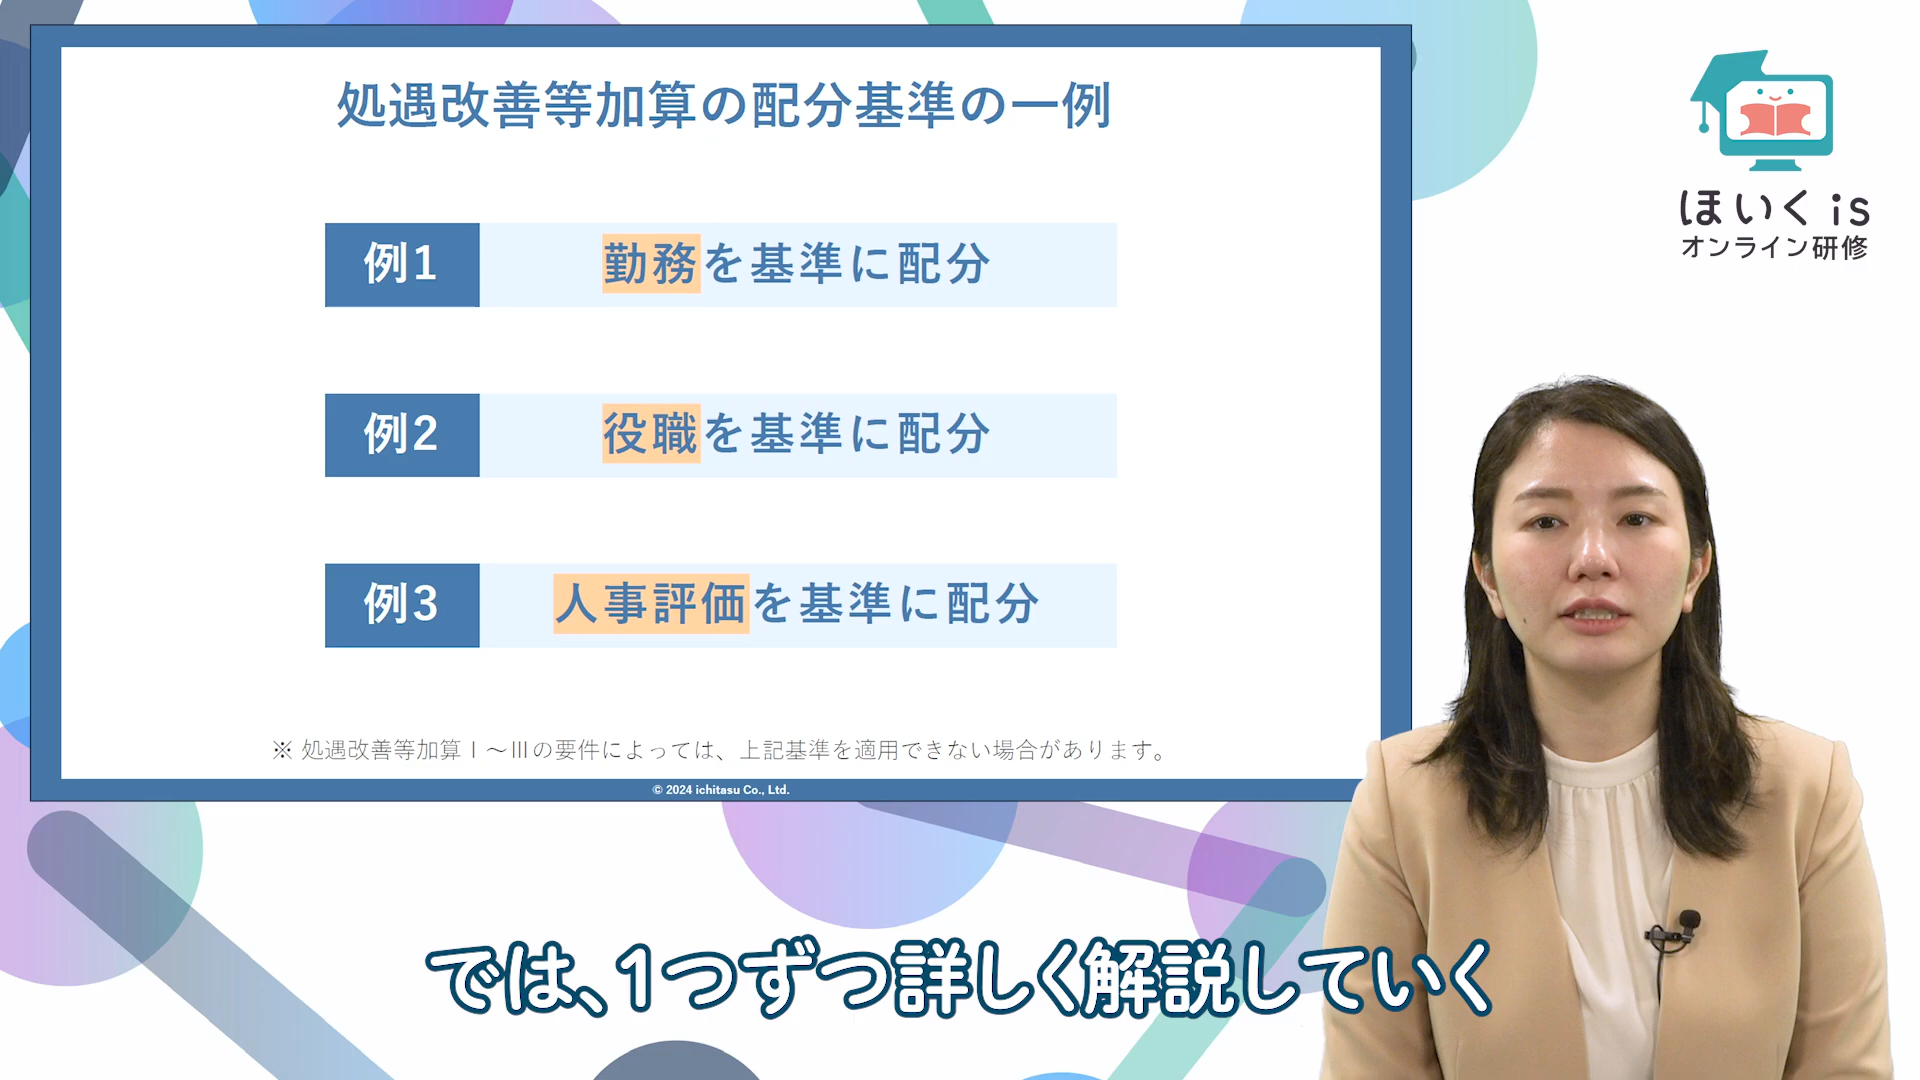 処遇改善等加算の配分基準の一例
例1 勤務を基準に配分
例2 役職を基準に配分
例3 人事評価を基準に配分
※ 処遇改善等加算Ⅰ～Ⅲの要件によっては、上記基準を適用できない場合があります。
© 2024 ichitasu Co., Ltd.
ほいくis
オンライン研修
では、1つずつ詳しく解説していく